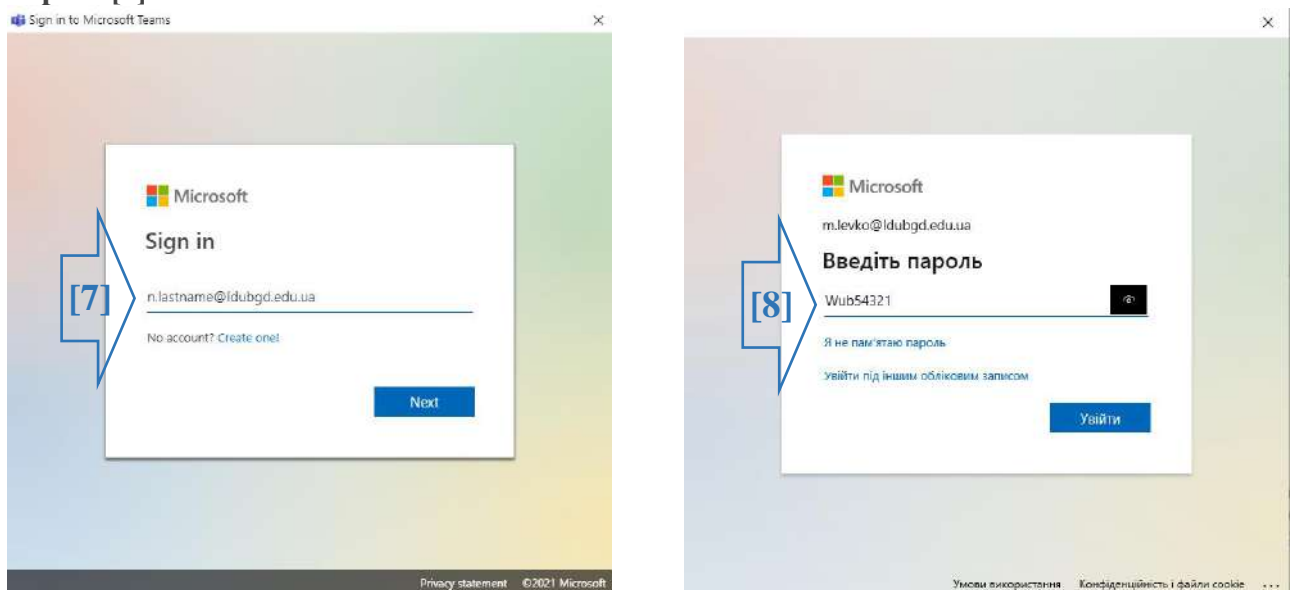 Sign in to Microsoft Teams
Microsoft
Sign in
[7]
n.lastname@ldubgd.edu.ua
No account? Create one!
Next
Privacy statement ©2021 Microsoft
Microsoft
m.levko@ldubgd.edu.ua
Введіть пароль
[8]
Wub54321
Я не пам'ятаю пароль
Увійти під іншим обліковим записом
Увійти
Умови використання Конфіденційність і файли cookie ...